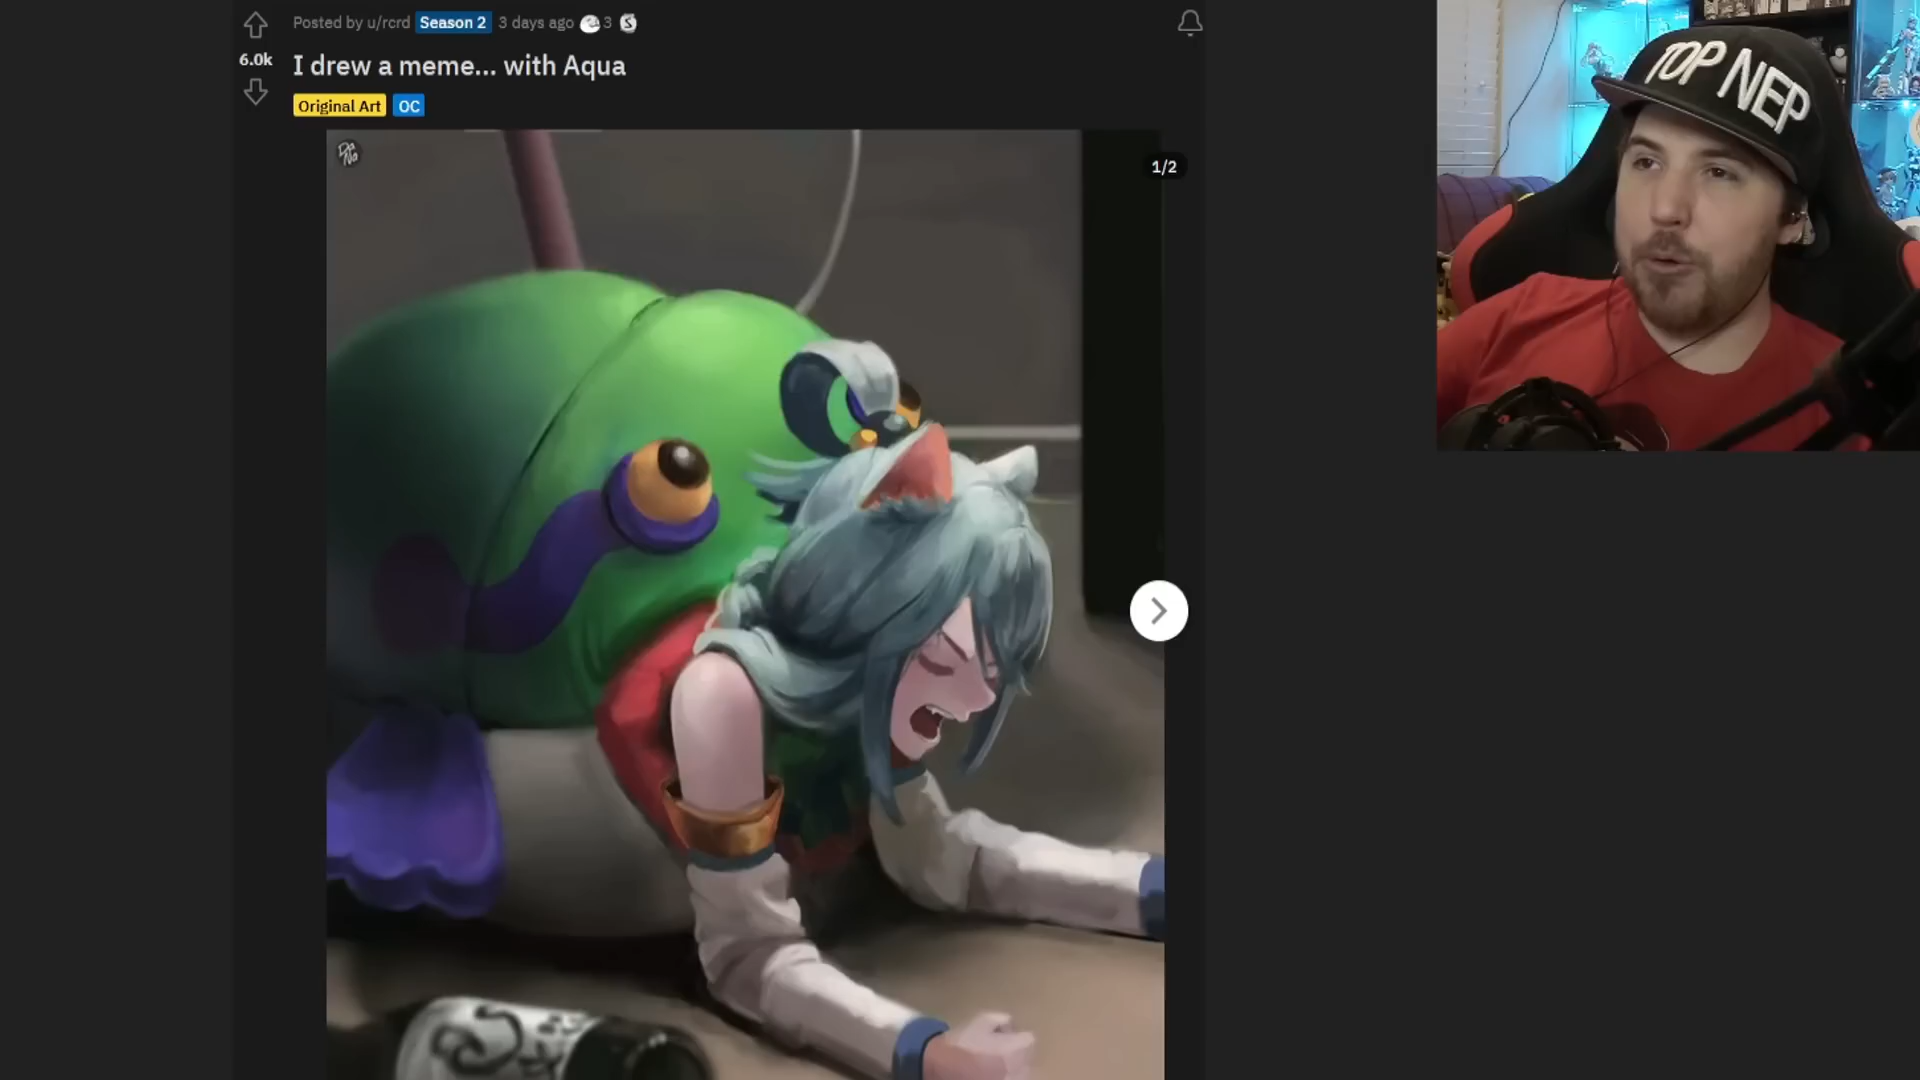 Posted by u/rcrd Season 2 3 days ago 3 S
6.0k
I drew a meme... with Aqua
Original Art OC
1/2
TOP NEP